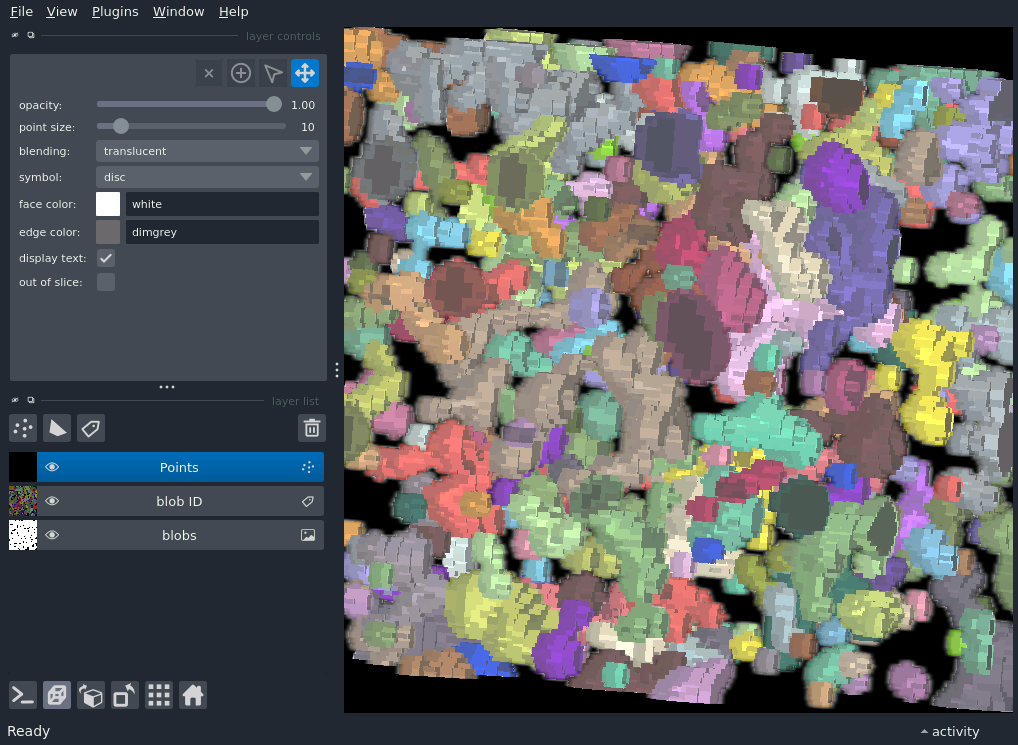 File View Plugins Window Help
layer controls
opacity: 1.00
point size: 10
blending: translucent
symbol: disc
face color: white
edge color: dimgrey
display text:
out of slice:
layer list
Points
blob ID
blobs
Ready activity